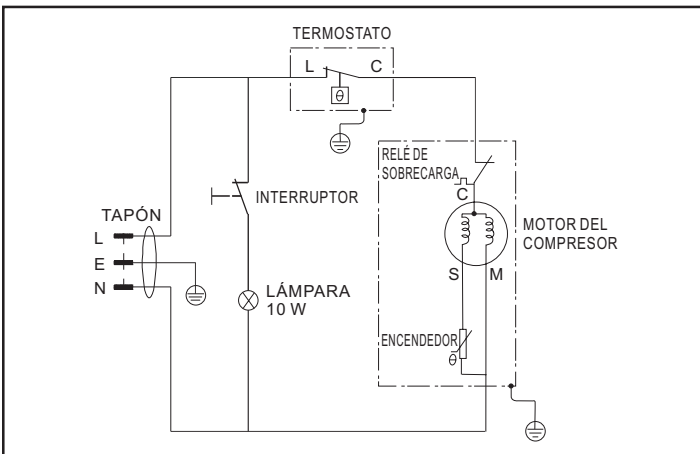 TERMOSTATO
L C
θ
RELÉ DE
SOBRECARGA
C
INTERRUPTOR
TAPÓN
L
E
N
MOTOR DEL
COMPRESOR
S M
LÁMPARA
10 W
ENCENDEDOR
θ